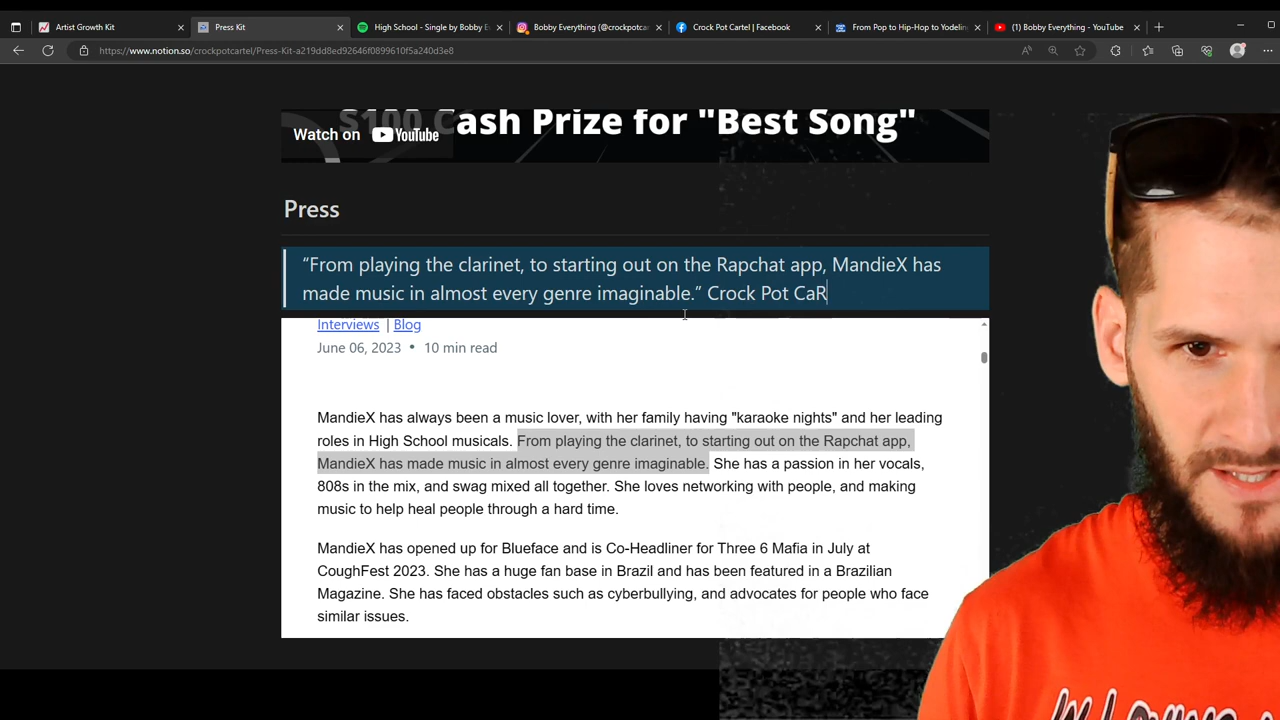 Artist Growth Kit
Press Kit
High School - Single by Bobby E
Bobby Everything (@crockpotca
Crock Pot Cartel | Facebook
From Pop to Hip-Hop to Yodelin
(1) Bobby Everything - YouTube
https://www.notion.so/crockpotcartel/Press-Kit-a219dd8ed92646f0899610f5a240d3e8
$100 Cash Prize for "Best Song"
Watch on YouTube
Press
“From playing the clarinet, to starting out on the Rapchat app, MandieX has
made music in almost every genre imaginable.” Crock Pot CaR
Interviews | Blog
June 06, 2023 • 10 min read
MandieX has always been a music lover, with her family having "karaoke nights" and her leading
roles in High School musicals. From playing the clarinet, to starting out on the Rapchat app,
MandieX has made music in almost every genre imaginable. She has a passion in her vocals,
808s in the mix, and swag mixed all together. She loves networking with people, and making
music to help heal people through a hard time.
MandieX has opened up for Blueface and is Co-Headliner for Three 6 Mafia in July at
CoughFest 2023. She has a huge fan base in Brazil and has been featured in a Brazilian
Magazine. She has faced obstacles such as cyberbullying, and advocates for people who face
similar issues.